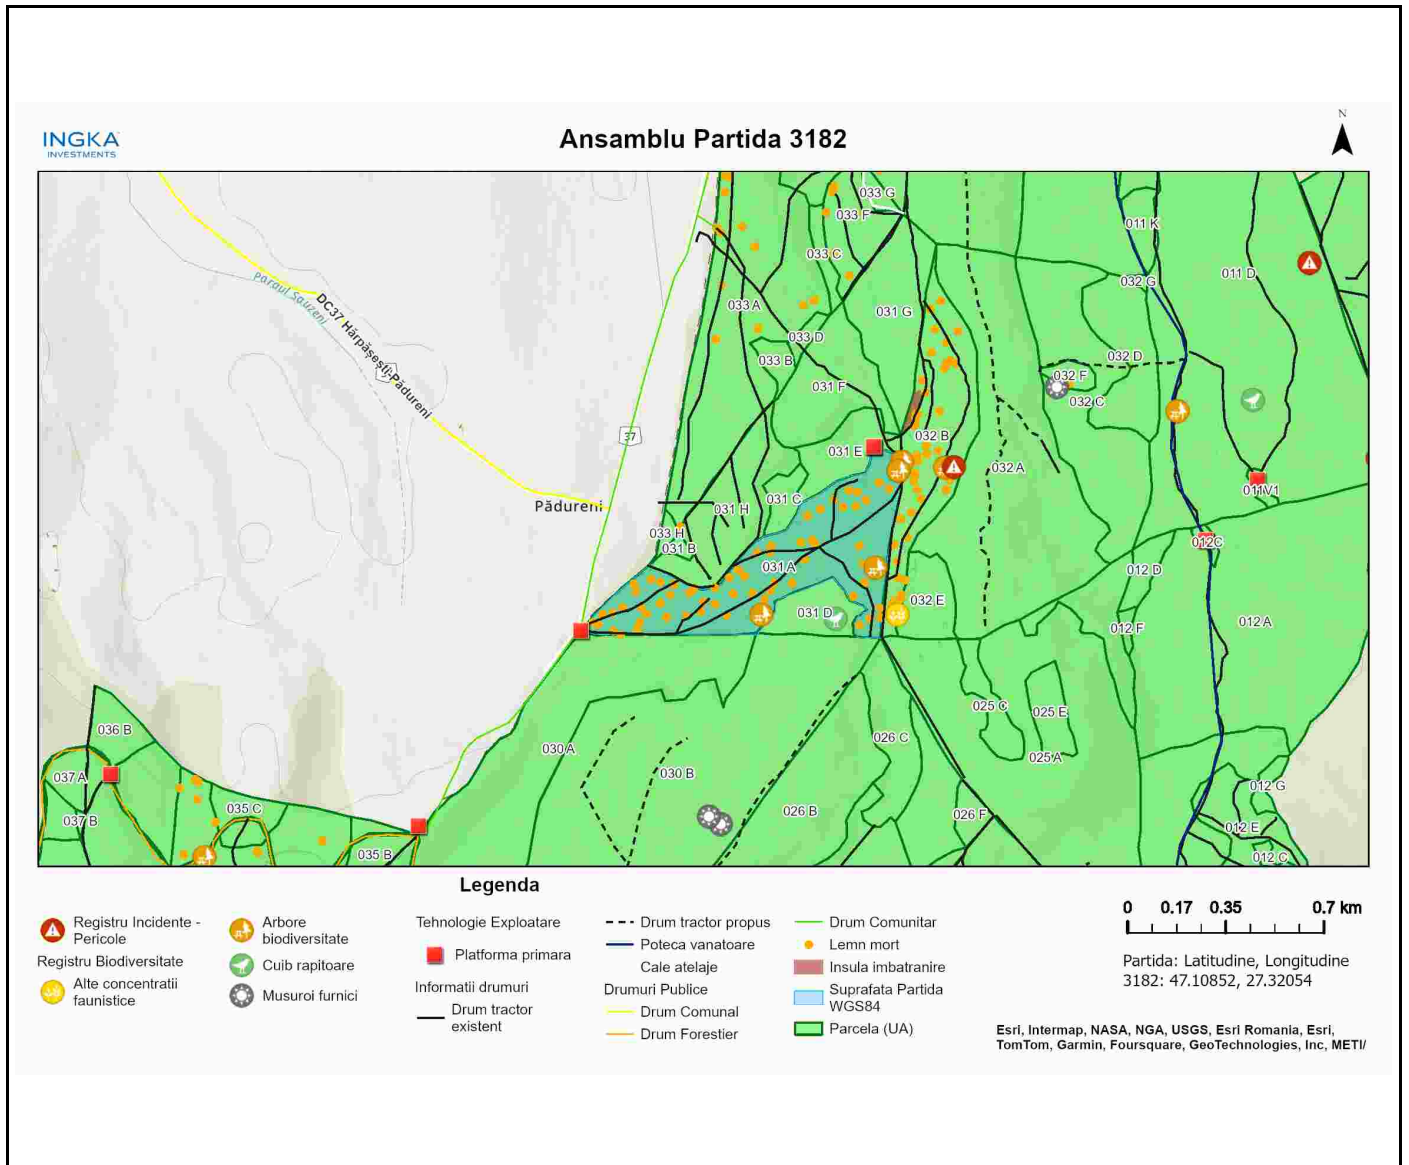 INGKA
INVESTMENTS
Ansamblu Partida 3182
N
033 G
033 F
011 K
033 C
011 D
032 G
Paraul Sauzeni
DC37 Hărpășești-Pădureni
033 A
031 G
033 D
032 D
033 B
032 F
031 F
032 C
37
032 B
031 E
032 A
011V1
031 C
Pădureni
031 H
033 H
031 B
012C
031 A
012 D
032 E
031 D
012 F
012 A
025 C
025 E
036 B
026 C
030 A
025 A
037 A
030 B
012 G
035 C
026 B
026 F
037 B
012 E
035 B
012 C
Legenda
Registru Incidente -
Pericole
Registru Biodiversitate
Alte concentratii
faunistice
Arbore
biodiversitate
Cuib rapitoare
Musuroi furnici
Tehnologie Exploatare
Platforma primara
Informatii drumuri
Drum tractor
existent
Drum tractor propus
Poteca vanatoare
Cale atelaje
Drumuri Publice
Drum Comunal
Drum Forestier
Drum Comunitar
Lemn mort
Insula imbatranire
Suprafata Partida
WGS84
Parcela (UA)
0 0.17 0.35 0.7 km
Partida: Latitudine, Longitudine
3182: 47.10852, 27.32054
Esri, Intermap, NASA, NGA, USGS, Esri Romania, Esri,
TomTom, Garmin, Foursquare, GeoTechnologies, Inc, METI/